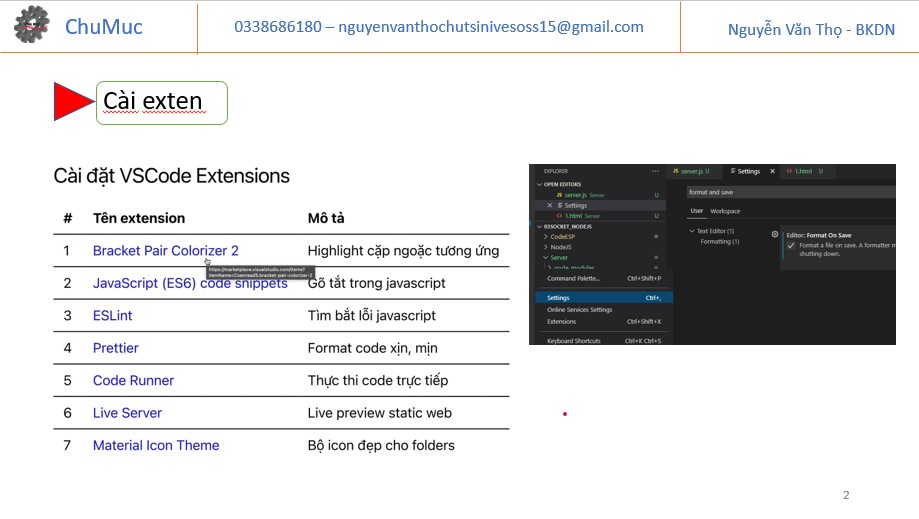 ChuMuc
0338686180 – nguyenvanthochutsinivesoss15@gmail.com
Nguyễn Văn Thọ - BKDN
Cài exten
Cài đặt VSCode Extensions
# Tên extension Mô tả
1 Bracket Pair Colorizer 2 Highlight cặp ngoặc tương ứng
https://marketplace.visualstudio.com/items?
itemName=CoenraadS.bracket-pair-colorizer-2
2 JavaScript (ES6) code snippets Gõ tắt trong javascript
3 ESLint Tìm bắt lỗi javascript
4 Prettier Format code xịn, mịn
5 Code Runner Thực thi code trực tiếp
6 Live Server Live preview static web
7 Material Icon Theme Bộ icon đẹp cho folders
EXPLORER ...
OPEN EDITORS
server.js Server U
Settings
1.html Server U
03SOCKET_NODEJS
CodeESP
NodeJS
Server
node_modules
Command Palette... Ctrl+Shift+P
Settings Ctrl+,
Online Services Settings
Extensions Ctrl+Shift+X
Keyboard Shortcuts Ctrl+K Ctrl+S
JS server.js U Settings X 1.html U
format and save
User Workspace
Text Editor (1)
Formatting (1)
Editor: Format On Save
Format a file on save. A formatter m
shutting down.
2